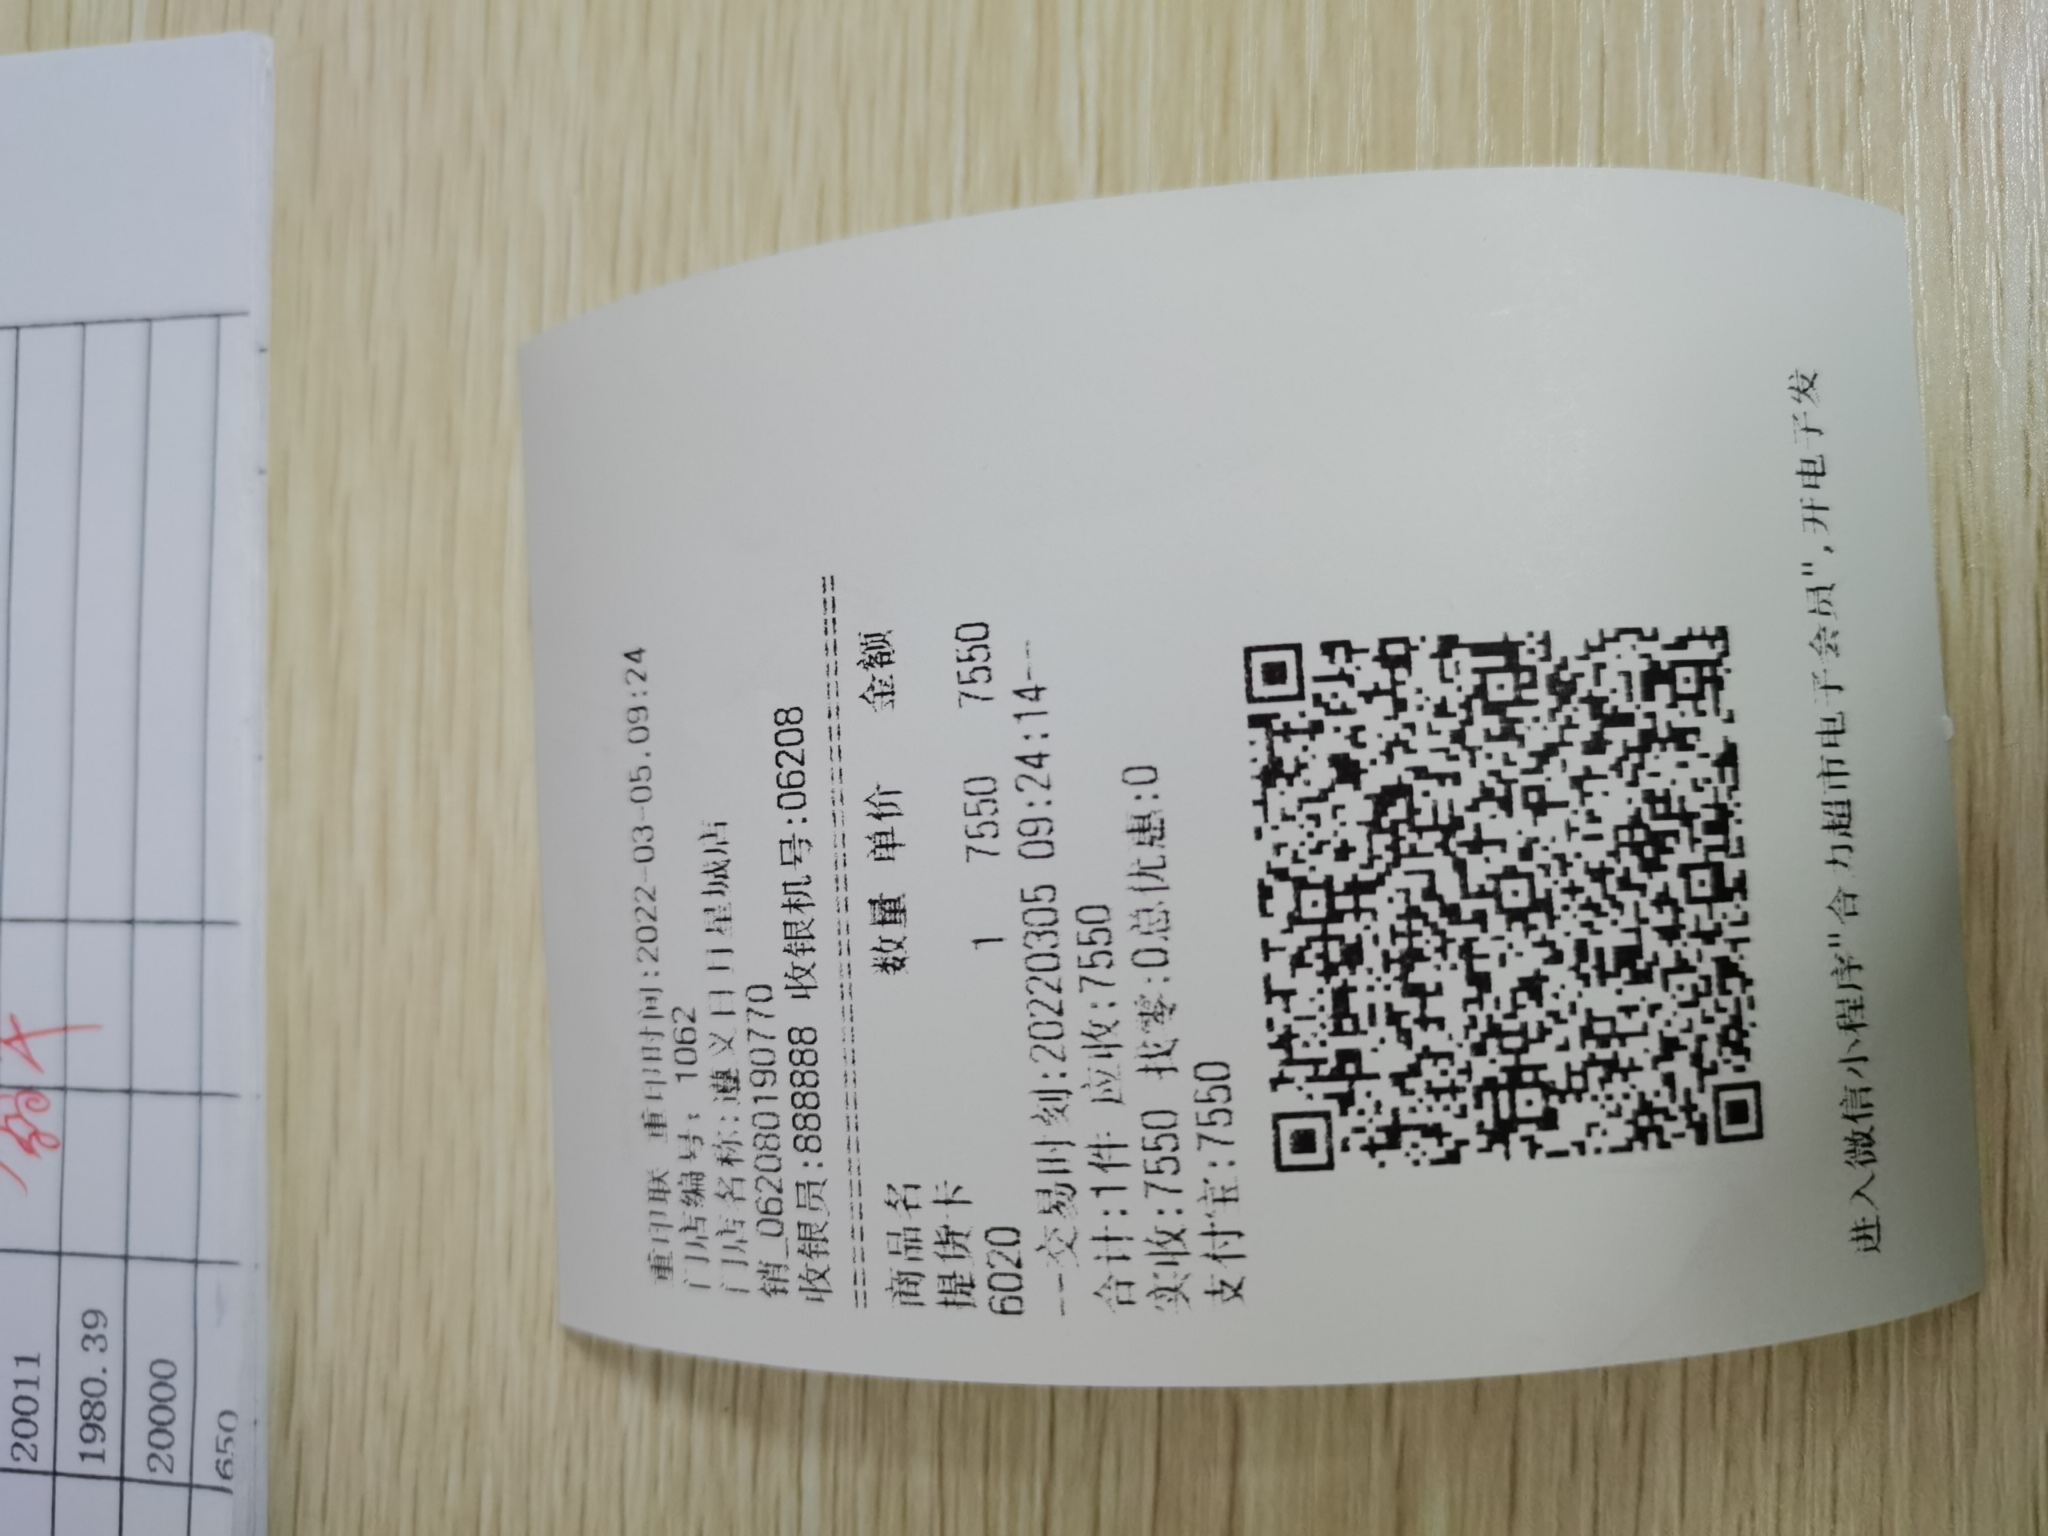 20011
1980.39
20000
650
重印联 重印时间:2022-03-05.09:24
门店编号: 1062
门店名称:遵义日月星城店
销_06208019​0770
收银员:888888 收银机号:06208
商品名 数量 单价 金额
提货卡
6020 1 7550 7550
---交易时刻:20220305 09:24:14--
合计:1件 应收:7550
实收:7550 找零:0总优惠:0
支付宝:7550
进入微信小程序"合力超市电子会员",开电子发